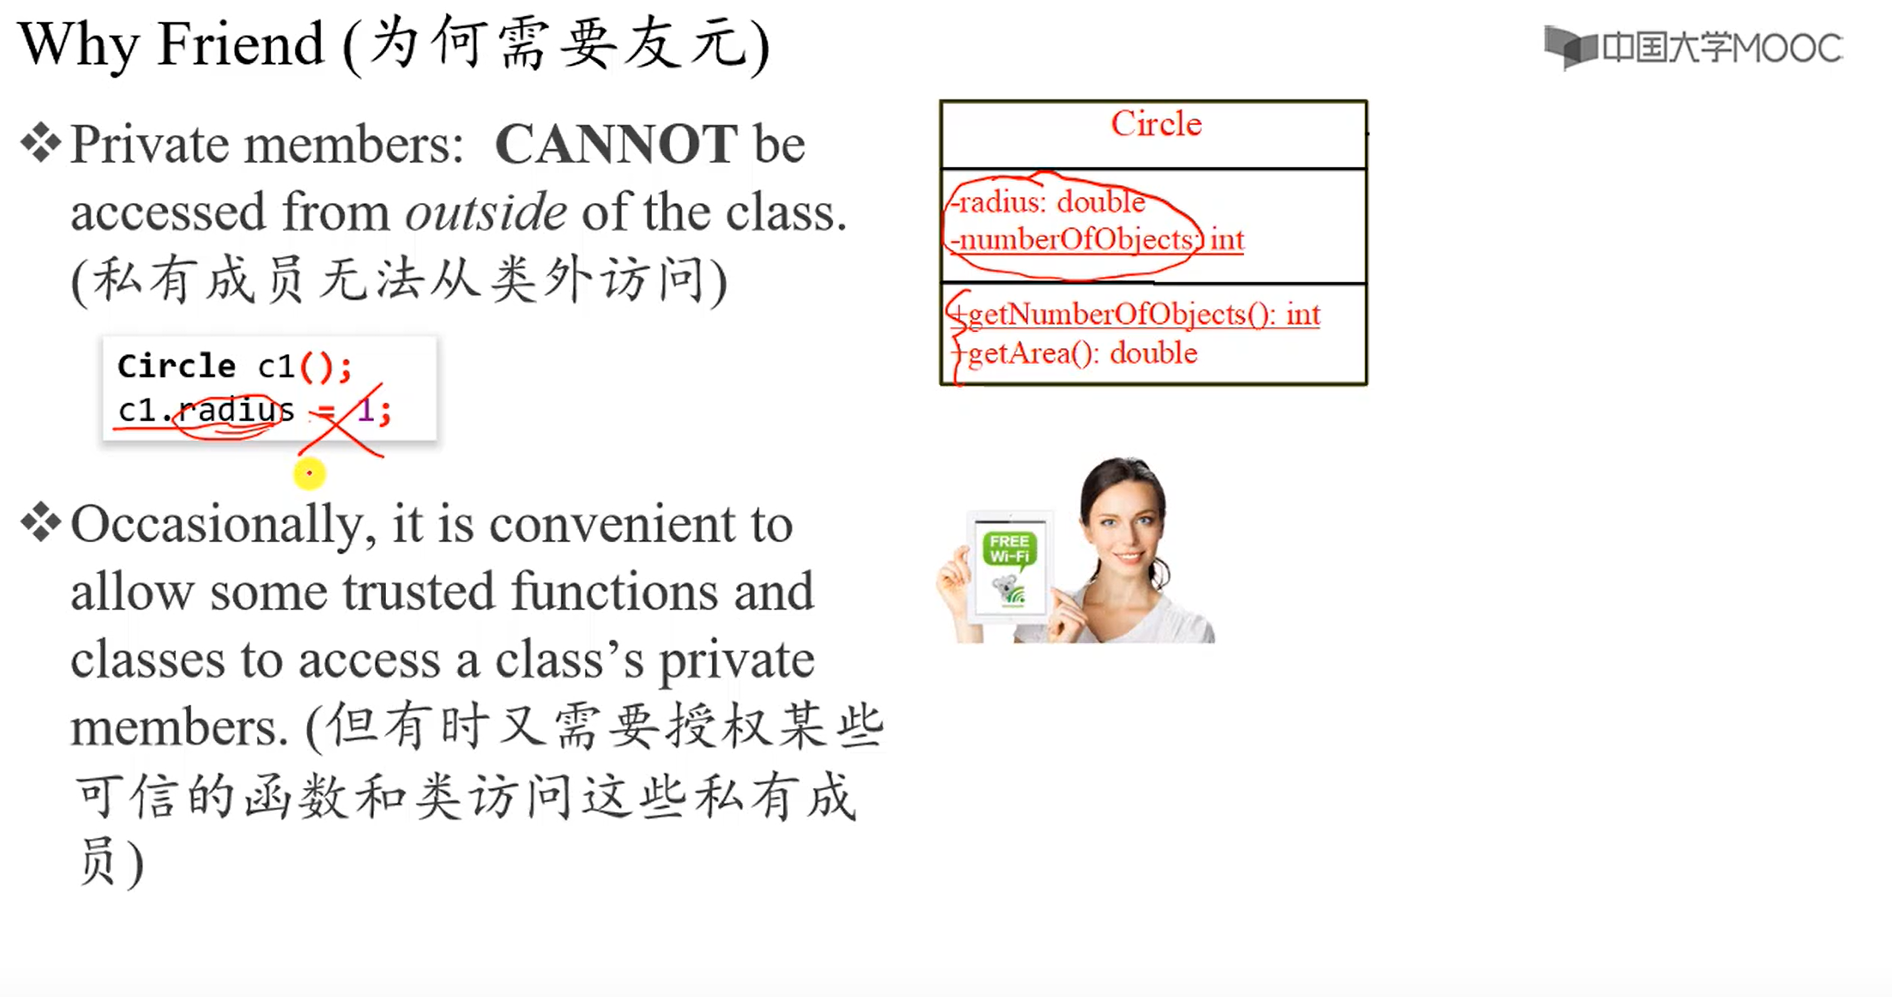 Why Friend (为何需要友元)
中国大学MOOC
❖Private members:  CANNOT be
accessed from outside of the class.
(私有成员无法从类外访问)
Circle c1();
c1.radius = 1;
❖Occasionally, it is convenient to
allow some trusted functions and
classes to access a class’s private
members. (但有时又需要授权某些
可信的函数和类访问这些私有成
员)
Circle
-radius: double
-numberOfObjects: int
+getNumberOfObjects(): int
+getArea(): double
FREE
Wi-Fi